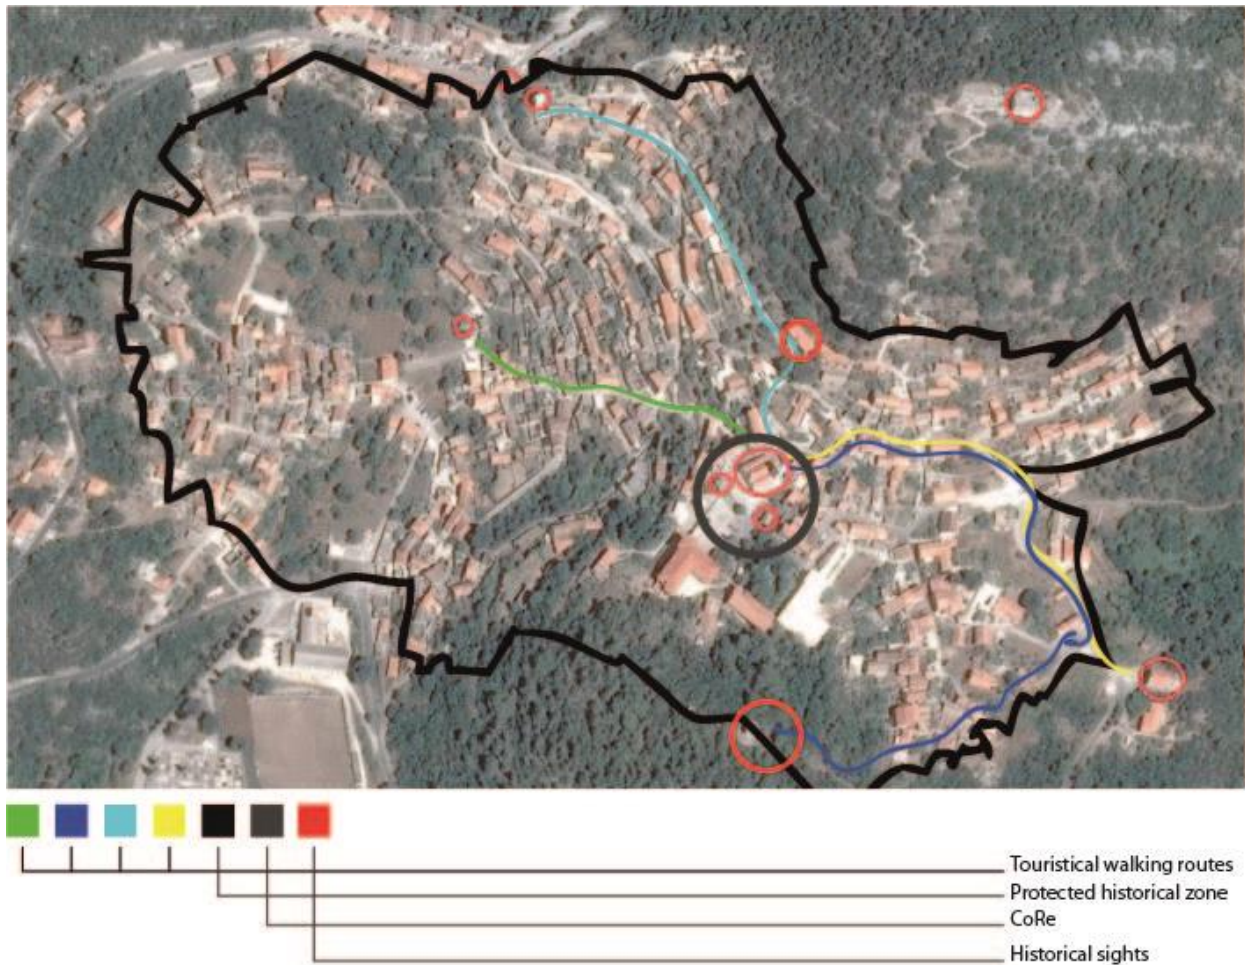 Touristical walking routes
Protected historical zone
CoRe
Historical sights